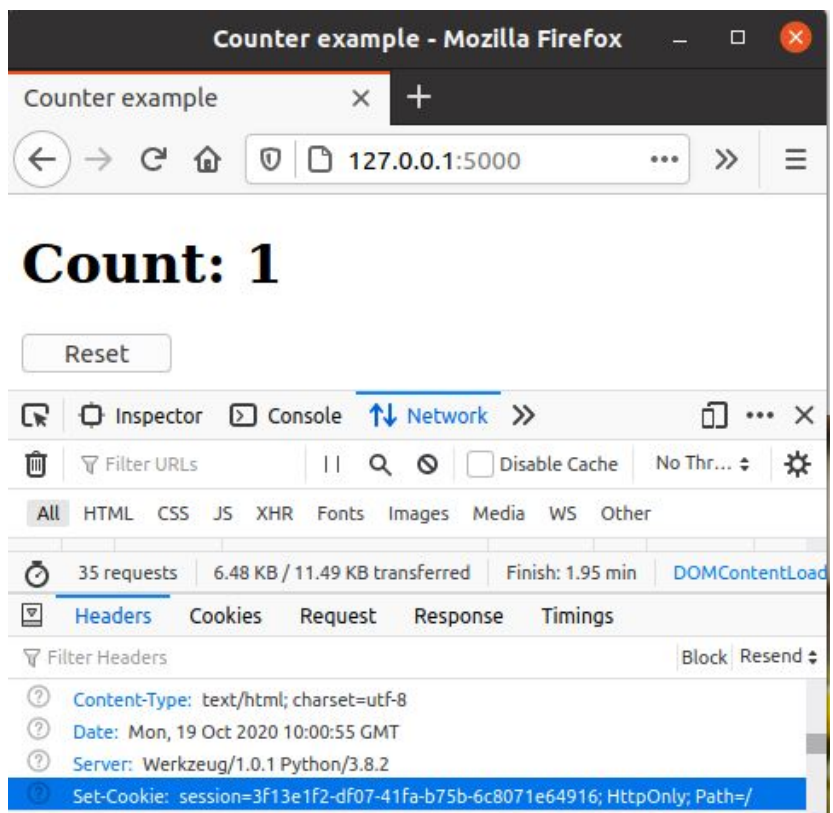 Counter example - Mozilla Firefox
Counter example
127.0.0.1:5000
Count: 1
Reset
Inspector Console Network
Filter URLs Disable Cache No Thr...
All HTML CSS JS XHR Fonts Images Media WS Other
35 requests 6.48 KB / 11.49 KB transferred Finish: 1.95 min DOMContentLoad
Headers Cookies Request Response Timings
Filter Headers Block Resend
Content-Type: text/html; charset=utf-8
Date: Mon, 19 Oct 2020 10:00:55 GMT
Server: Werkzeug/1.0.1 Python/3.8.2
Set-Cookie: session=3f13e1f2-df07-41fa-b75b-6c8071e64916; HttpOnly; Path=/